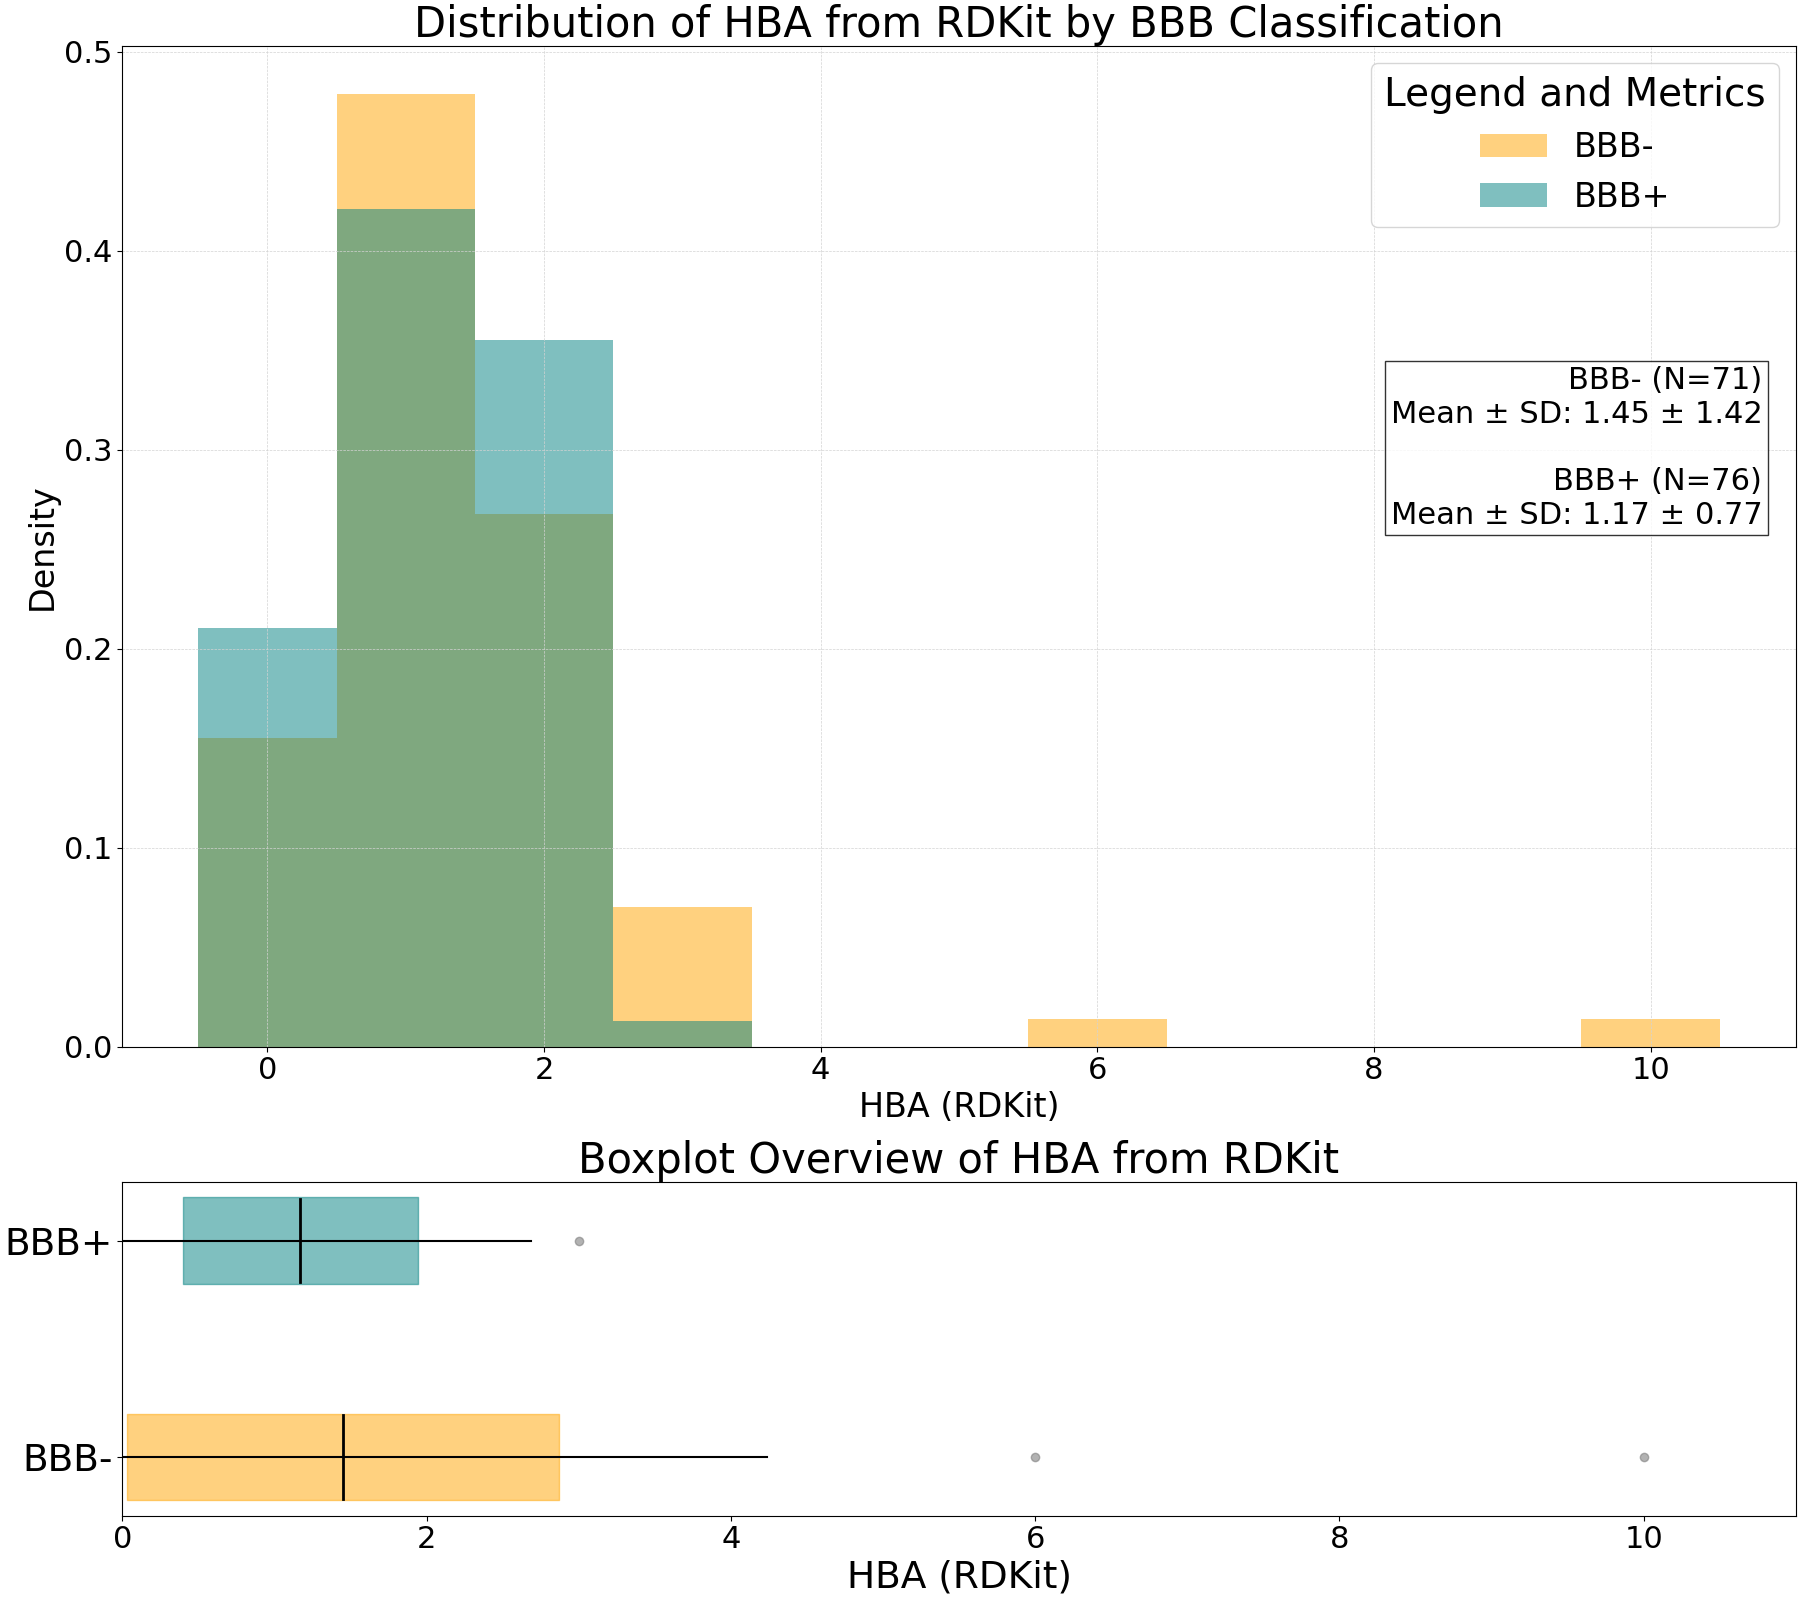 Distribution of HBA from RDKit by BBB Classification
0.5
0.4
0.3
0.2
0.1
0.0
Density
Legend and Metrics
BBB-
BBB+
BBB- (N=71)
Mean ± SD: 1.45 ± 1.42
BBB+ (N=76)
Mean ± SD: 1.17 ± 0.77
0 2 4 6 8 10
HBA (RDKit)
Boxplot Overview of HBA from RDKit
BBB+
BBB-
0 2 4 6 8 10
HBA (RDKit)